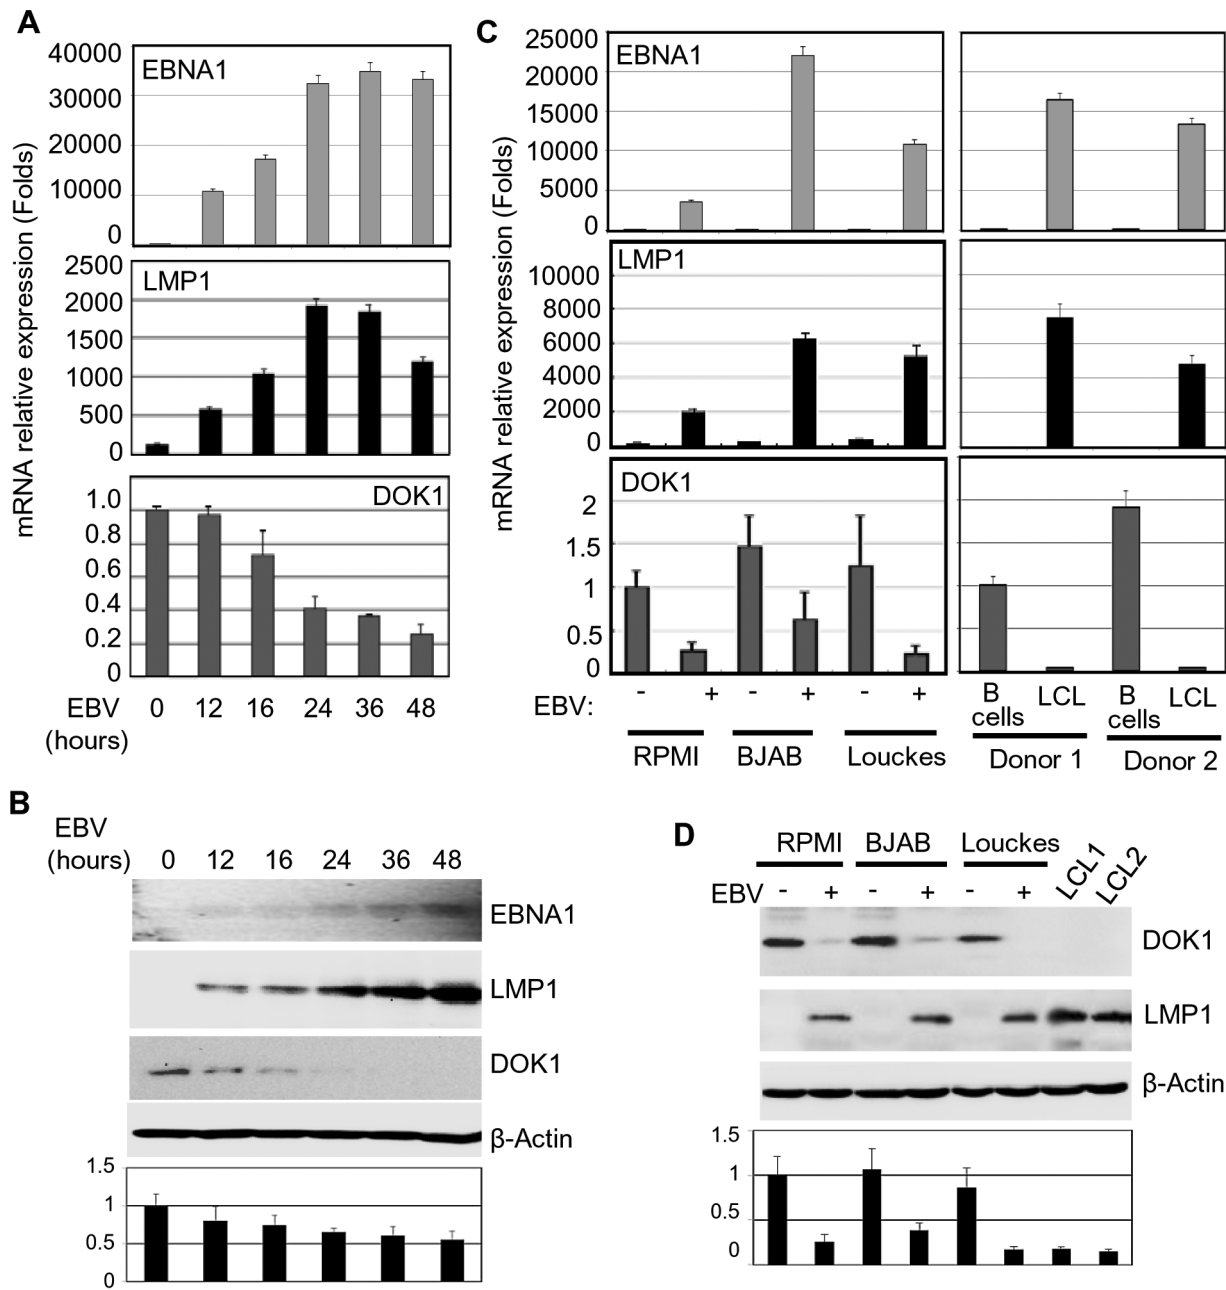 A
mRNA relative expression (Folds)
EBNA1
40000
30000
20000
10000
0
LMP1
2500
2000
1500
1000
500
0
DOK1
1.0
0.8
0.6
0.4
0.2
0
EBV
(hours)
0 12 16 24 36 48
C
mRNA relative expression (Folds)
EBNA1
25000
20000
15000
10000
5000
0
LMP1
10000
8000
6000
4000
2000
0
DOK1
2
1.5
1
0.5
0
EBV: - + - + - +
RPMI BJAB Louckes
B cells LCL B cells LCL
Donor 1 Donor 2
B
EBV
(hours) 0 12 16 24 36 48
EBNA1
LMP1
DOK1
β-Actin
1.5
1
0.5
0
D
RPMI BJAB Louckes LCL1 LCL2
EBV - + - + - +
DOK1
LMP1
β-Actin
1.5
1
0.5
0